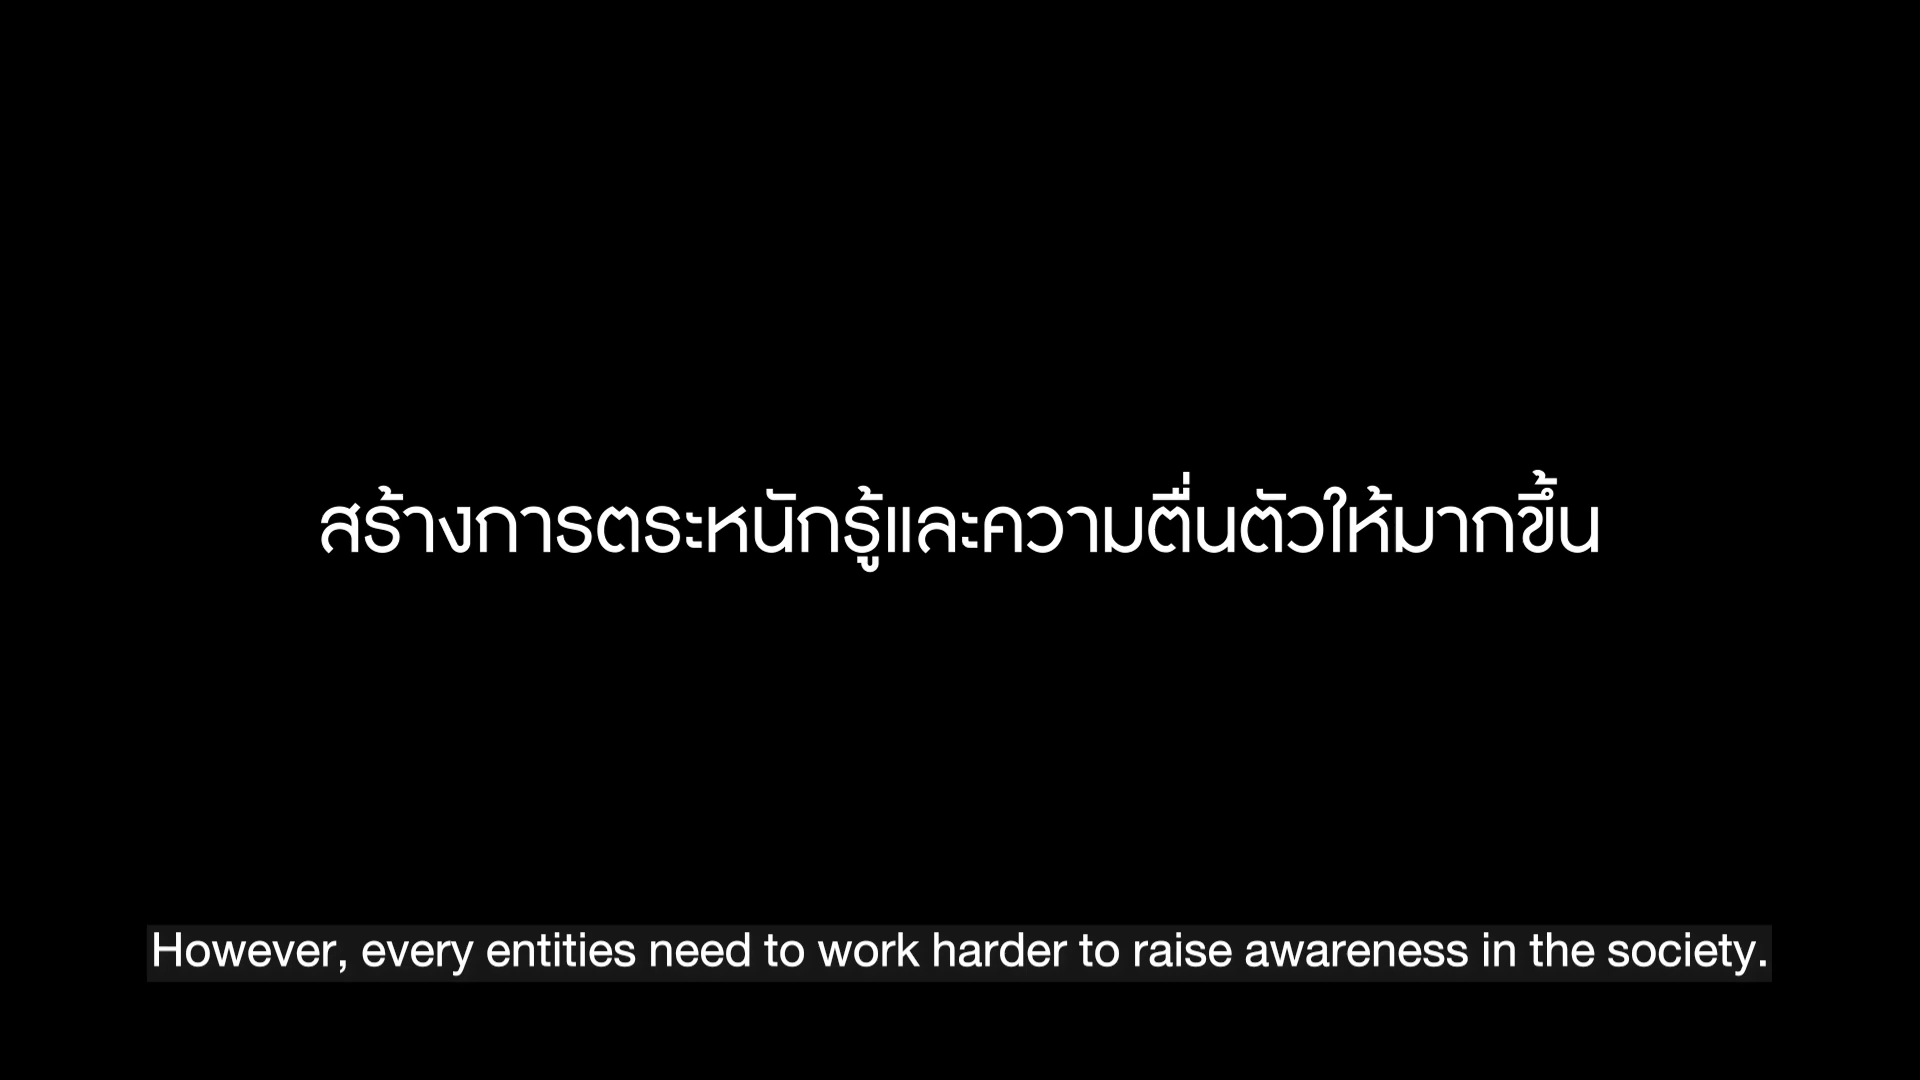 สร้างการตระหนักรู้และความตื่นตัวให้มากขึ้น
However, every entities need to work harder to raise awareness in the society.